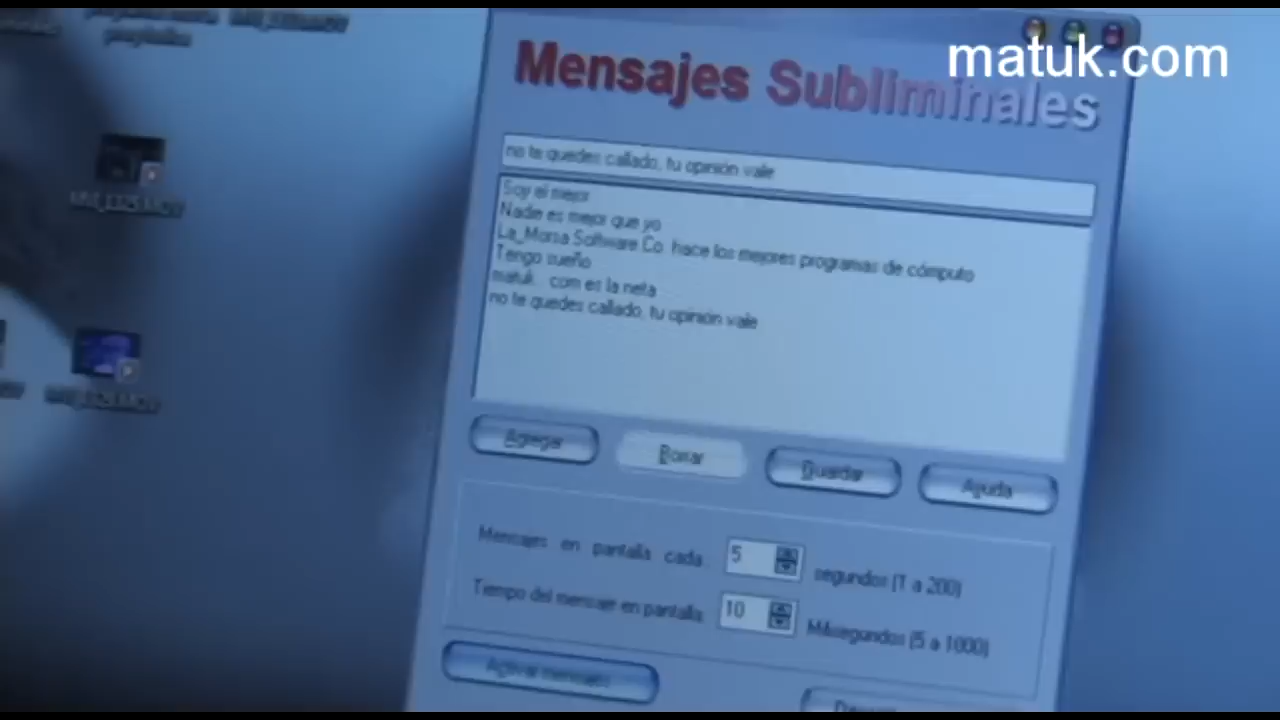 matuk.com
Mensajes Subliminales
no te quedes callado, tu opinión vale
Soy el mejor
Nadie es mejor que yo
La_Morsa Software Co. hace los mejores programas de cómputo
Tengo sueño
matuk. com es la neta
no te quedes callado, tu opinión vale
Agregar
Borrar
Guardar
Ayuda
Mensajes en pantalla cada: 5 segundos (1 a 200)
Tiempo del mensaje en pantalla 10 Milisegundos (5 a 1000)
Activar mensajes